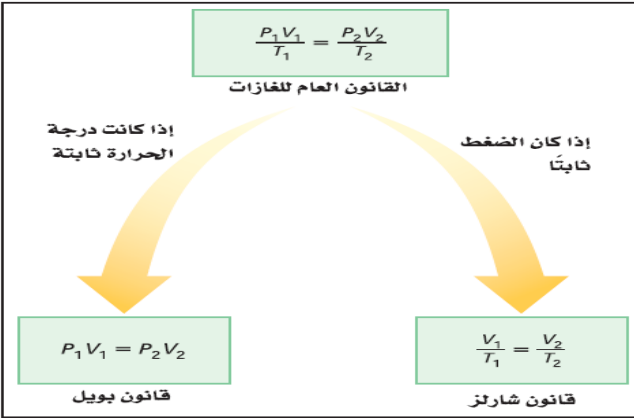 P₁V₁/T₁ = P₂V₂/T₂
القانون العام للغازات
إذا كان الضغط
ثابتًا
إذا كانت درجة
الحرارة ثابتة
V₁/T₁ = V₂/T₂
قانون شارلز
P₁V₁ = P₂V₂
قانون بويل